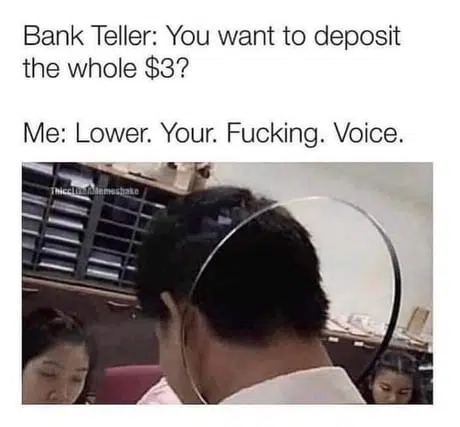 Bank Teller: You want to deposit
the whole $3?
Me: Lower. Your. Fucking. Voice.